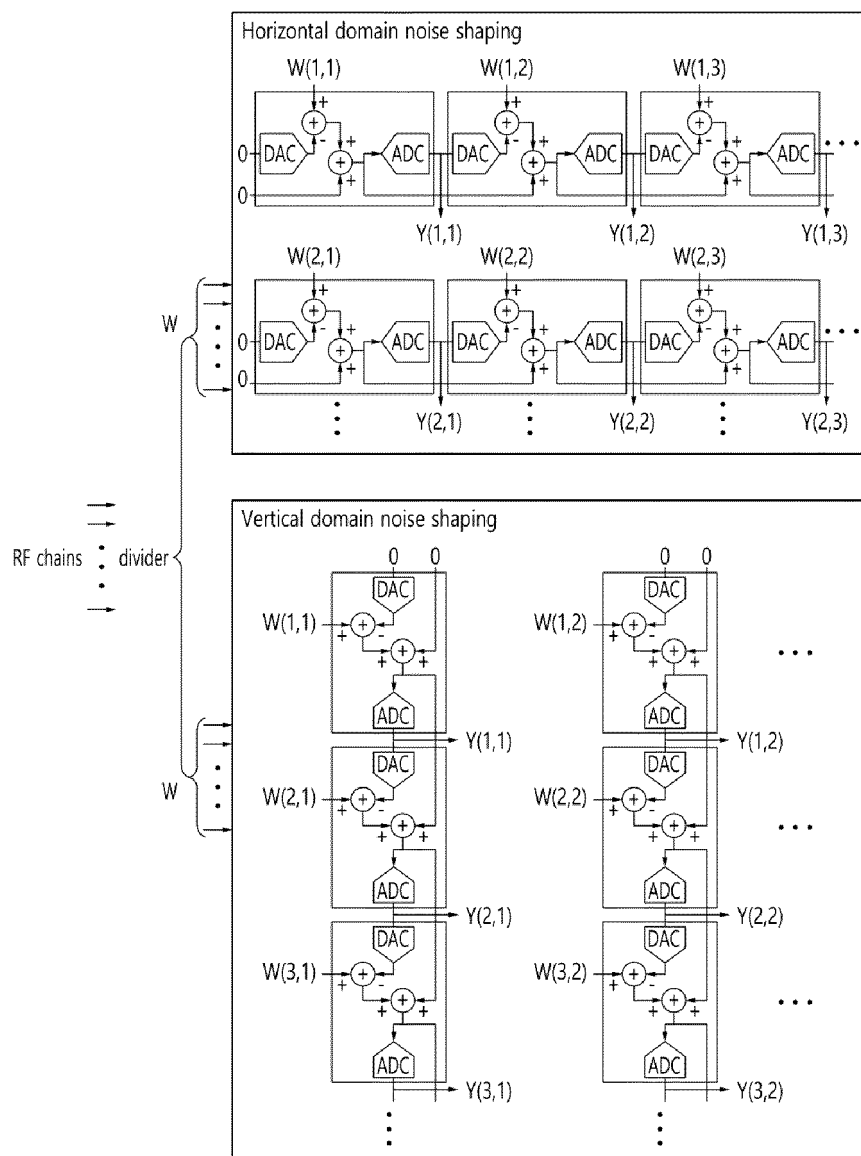 Horizontal domain noise shaping
W(1,1) W(1,2) W(1,3)
+ + +
+ + +
- + - + - +
0 DAC + ADC DAC + ADC DAC + ADC • • •
+ + +
0
Y(1,1) Y(1,2) Y(1,3)
W(2,1) W(2,2) W(2,3)
+ + +
W
+ + +
- + - + - +
0 DAC + ADC DAC + ADC DAC + ADC • • •
+ + +
0
Y(2,1) Y(2,2) Y(2,3)
RF chains divider
Vertical domain noise shaping
0 0 0 0
DAC DAC
W(1,1) + - W(1,2) + -
+ +
+ + + + + + • • •
ADC ADC
Y(1,1) Y(1,2)
W
DAC DAC
W(2,1) + - W(2,2) + -
+ +
+ + + + + + • • •
ADC ADC
Y(2,1) Y(2,2)
DAC DAC
W(3,1) + - W(3,2) + -
+ +
+ + + + + + • • •
ADC ADC
Y(3,1) Y(3,2)